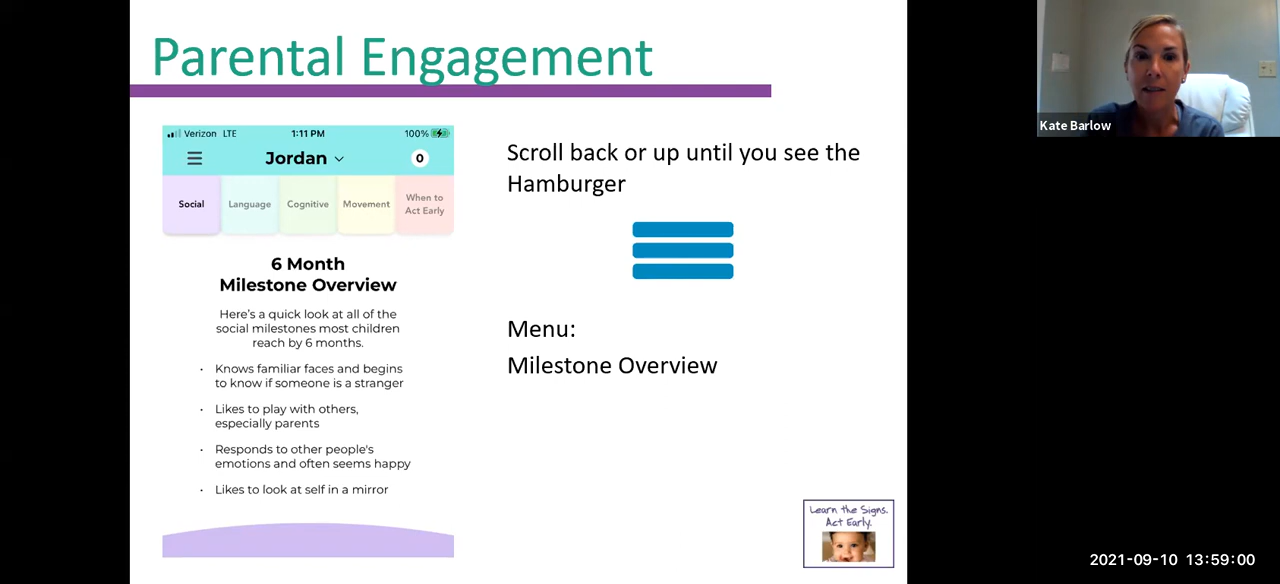 Parental Engagement
Verizon LTE
1:11 PM
100%
Jordan
0
Social
Language
Cognitive
Movement
When to
Act Early
6 Month
Milestone Overview
Here's a quick look at all of the
social milestones most children
reach by 6 months.
• Knows familiar faces and begins
to know if someone is a stranger
• Likes to play with others,
especially parents
• Responds to other people's
emotions and often seems happy
• Likes to look at self in a mirror
Scroll back or up until you see the
Hamburger
Menu:
Milestone Overview
Learn the Signs.
Act Early.
Kate Barlow
2021-09-10 13:59:00